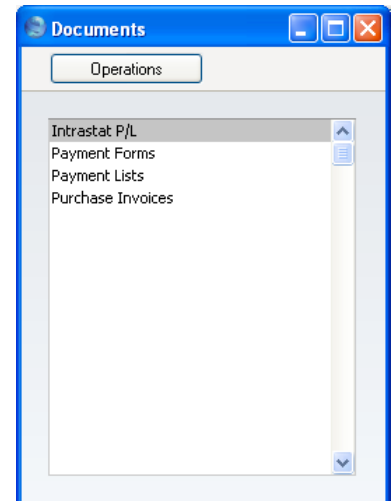 Documents
Operations
Intrastat P/L
Payment Forms
Payment Lists
Purchase Invoices